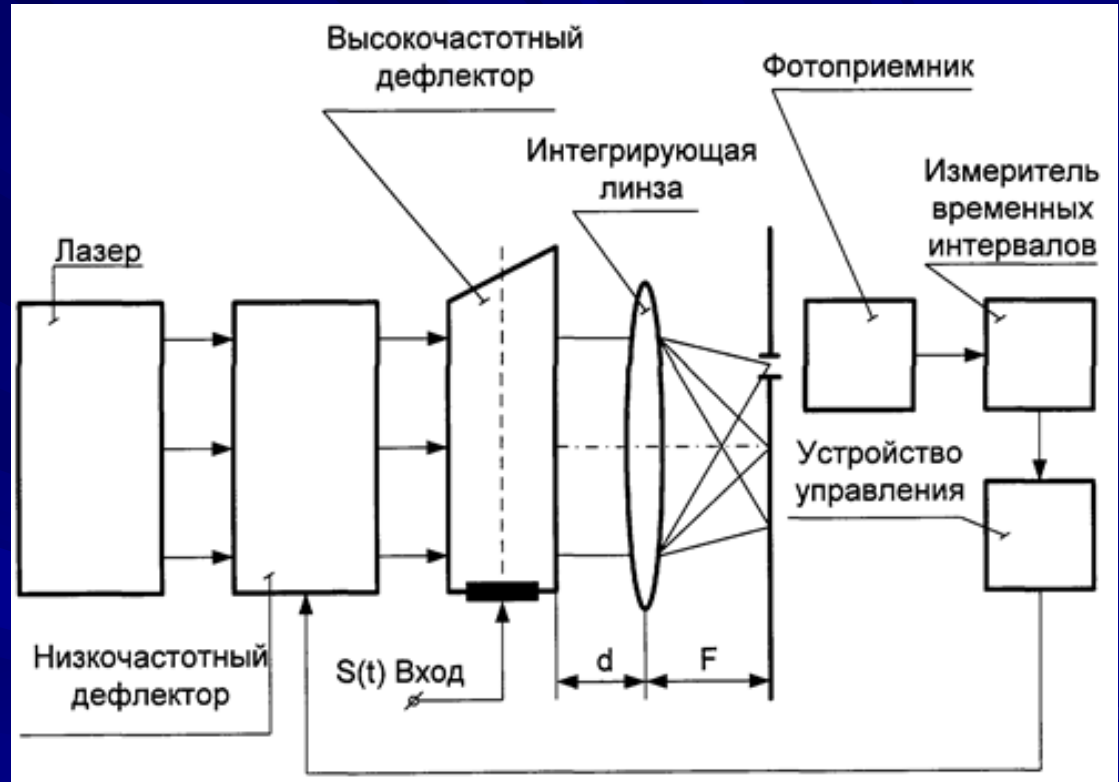 Высокочастотный
дефлектор
Фотоприемник
Интегрирующая
линза
Измеритель
временных
интервалов
Лазер
Устройство
управления
Низкочастотный
дефлектор
S(t) Вход
d
F